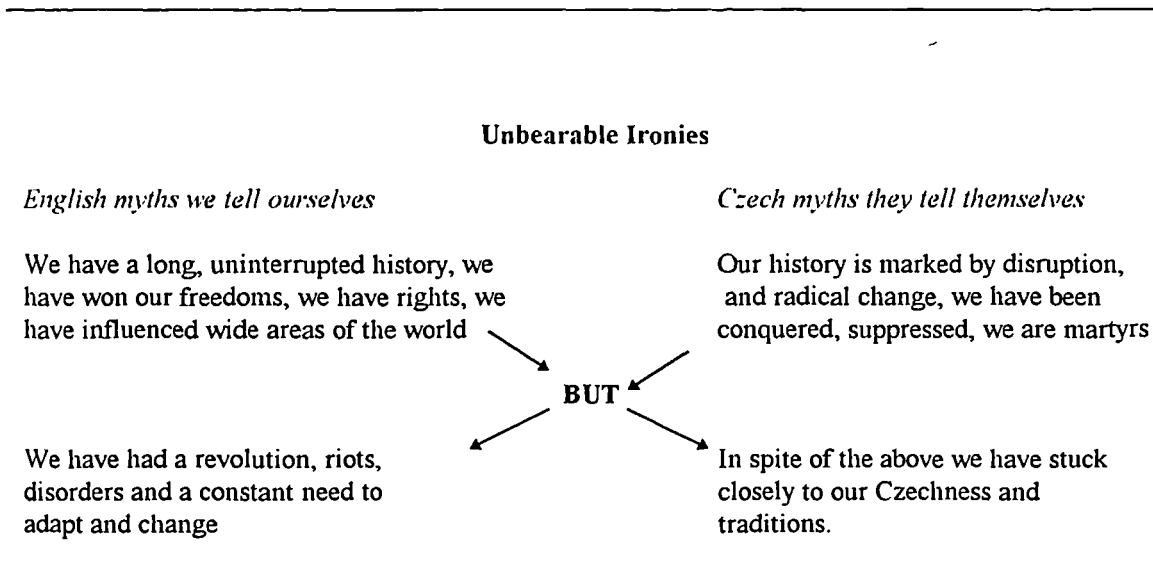 Unbearable Ironies
English myths we tell ourselves
We have a long, uninterrupted history, we
have won our freedoms, we have rights, we
have influenced wide areas of the world
Czech myths they tell themselves
Our history is marked by disruption,
and radical change, we have been
conquered, suppressed, we are martyrs
BUT
We have had a revolution, riots,
disorders and a constant need to
adapt and change
In spite of the above we have stuck
closely to our Czechness and
traditions.